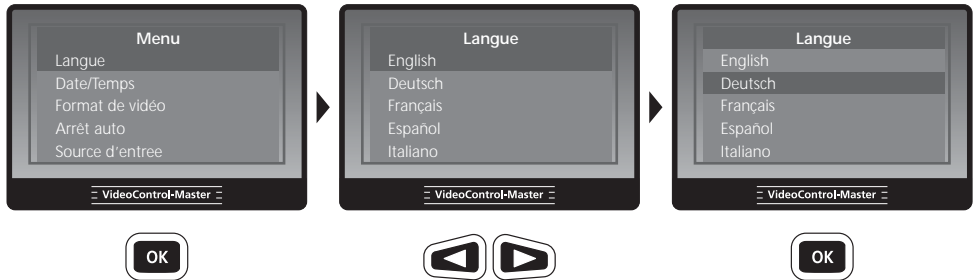 Menu
Langue
Date/Temps
Format de vidéo
Arrêt auto
Source d'entree
VideoControl-Master
OK
Langue
English
Deutsch
Français
Español
Italiano
VideoControl-Master
Langue
English
Deutsch
Français
Español
Italiano
VideoControl-Master
OK